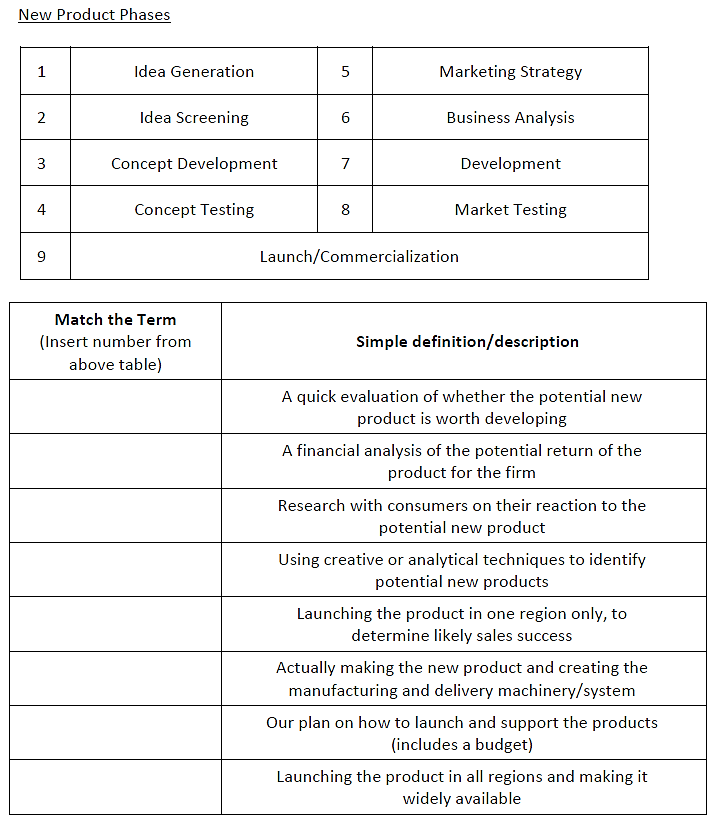 New Product Phases
1 Idea Generation 5 Marketing Strategy
2 Idea Screening 6 Business Analysis
3 Concept Development 7 Development
4 Concept Testing 8 Market Testing
9 Launch/Commercialization
Match the Term
(Insert number from
above table)
Simple definition/description
A quick evaluation of whether the potential new
product is worth developing
A financial analysis of the potential return of the
product for the firm
Research with consumers on their reaction to the
potential new product
Using creative or analytical techniques to identify
potential new products
Launching the product in one region only, to
determine likely sales success
Actually making the new product and creating the
manufacturing and delivery machinery/system
Our plan on how to launch and support the products
(includes a budget)
Launching the product in all regions and making it
widely available